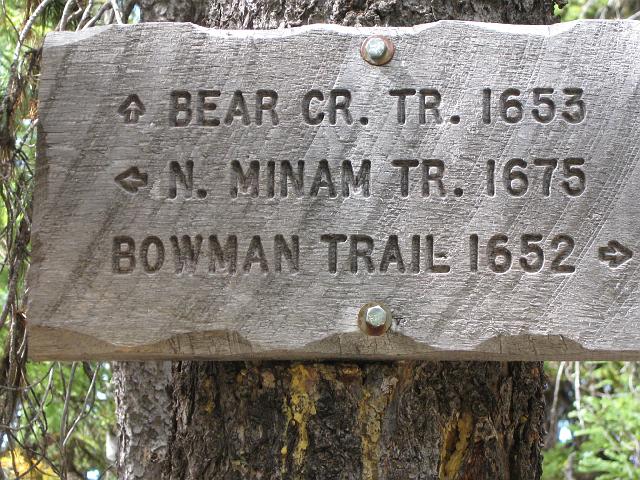 ↑ BEAR CR. TR. 1653
← N. MINAM TR. 1675
BOWMAN TRAIL 1652 →